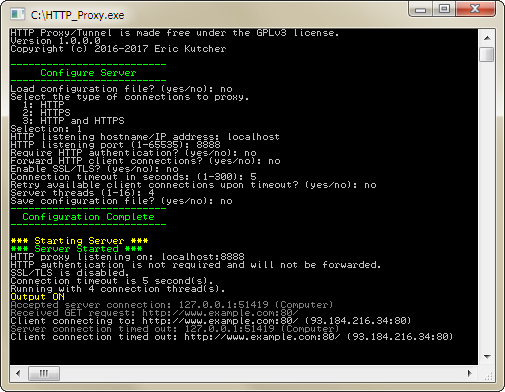 C:\HTTP_Proxy.exe
HTTP Proxy/Tunnel is made free under the GPLv3 license.
Version 1.0.0.0
Copyright (c) 2016-2017 Eric Kutcher
--------------------------
Configure Server
--------------------------
Load configuration file? (yes/no): no
Select the type of connections to proxy.
1: HTTP
2: HTTPS
3: HTTP and HTTPS
Selection: 1
HTTP listening hostname/IP address: localhost
HTTP listening port (1-65535): 8888
Require HTTP authentication? (yes/no): no
Forward HTTP client connections? (yes/no): no
Enable SSL/TLS? (yes/no): no
Connection timeout in seconds: (1-300): 5
Retry available client connections upon timeout? (yes/no): no
Server threads (1-16): 4
Save configuration file? (yes/no): no
--------------------------
Configuration Complete
--------------------------
*** Starting Server ***
*** Server Started ***
HTTP proxy listening on: localhost:8888
HTTP authentication is not required and will not be forwarded.
SSL/TLS is disabled.
Connection timeout is 5 second(s).
Running with 4 connection thread(s).
Output ON
Accepted server connection: 127.0.0.1:51419 (Computer)
Received GET request: http://www.example.com:80/
Client connecting to: http://www.example.com:80/ (93.184.216.34:80)
Server connection timed out: 127.0.0.1:51419 (Computer)
Client connection timed out: http://www.example.com:80/ (93.184.216.34:80)